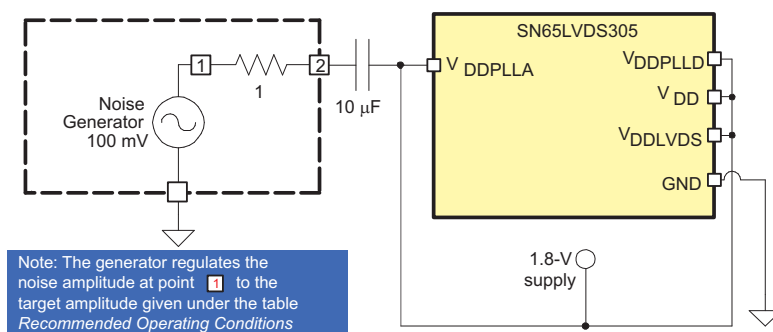 SN65LVDS305
1
2
1
10 µF
Noise
Generator
100 mV
V DDPLLA
VDDPLLD
V DD
VDDLVDS
GND
1.8-V
supply
Note: The generator regulates the
noise amplitude at point 1 to the
target amplitude given under the table
Recommended Operating Conditions